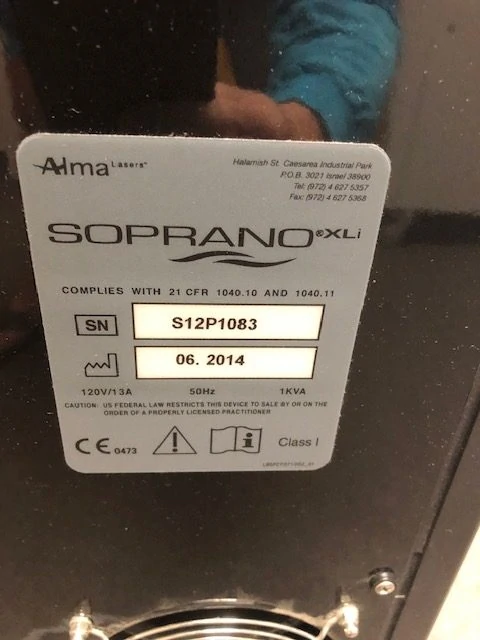 Alma Lasers™
Halamish St. Caesarea Industrial Park
P.O.B. 3021 Israel 38900
Tel: (972) 4 627 5357
Fax: (972) 4 627 5368
SOPRANO®XLi
COMPLIES WITH 21 CFR 1040.10 AND 1040.11
SN S12P1083
06. 2014
120V/13A 50Hz 1KVA
CAUTION: US FEDERAL LAW RESTRICTS THIS DEVICE TO SALE BY OR ON THE
ORDER OF A PROPERLY LICENSED PRACTITIONER
CE 0473 Class I